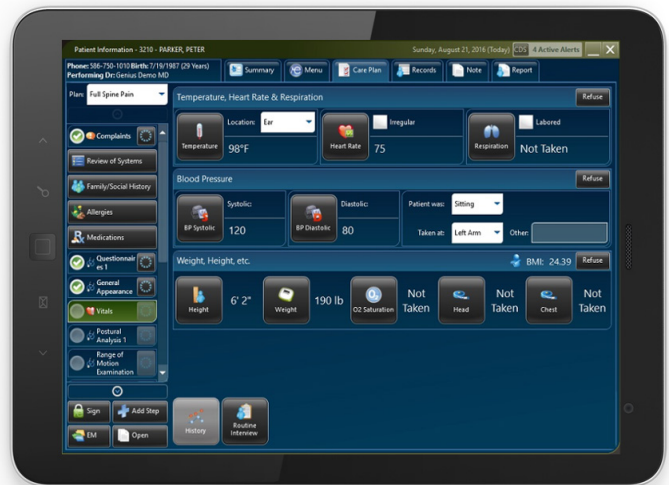 Patient Information - 3210 - PARKER, PETER
Sunday, August 21, 2016 (Today) CDS 4 Active Alerts
Phone: 586-750-1010 Birth: 7/19/1987 (29 Years)
Performing Dr: Genius Demo MD
Summary
Menu
Care Plan
Records
Note
Report
Plan: Full Spine Pain
Complaints
Review of Systems
Family/Social History
Allergies
Medications
Questionnair
es 1
General
Appearance
Vitals
Postural
Analysis 1
Range of
Motion
Examination
Sign
Add Step
EM
Open
Temperature, Heart Rate & Respiration
Refuse
Temperature
Location: Ear
98°F
Heart Rate
Irregular
75
Respiration
Labored
Not Taken
Blood Pressure
Refuse
BP Systolic
Systolic:
120
BP Diastolic
Diastolic:
80
Patient was: Sitting
Taken at: Left Arm Other:
Weight, Height, etc.
BMI: 24.39 Refuse
Height
6' 2"
Weight
190 lb
O2 Saturation
Not
Taken
Head
Not
Taken
Chest
Not
Taken
History
Routine
Interview